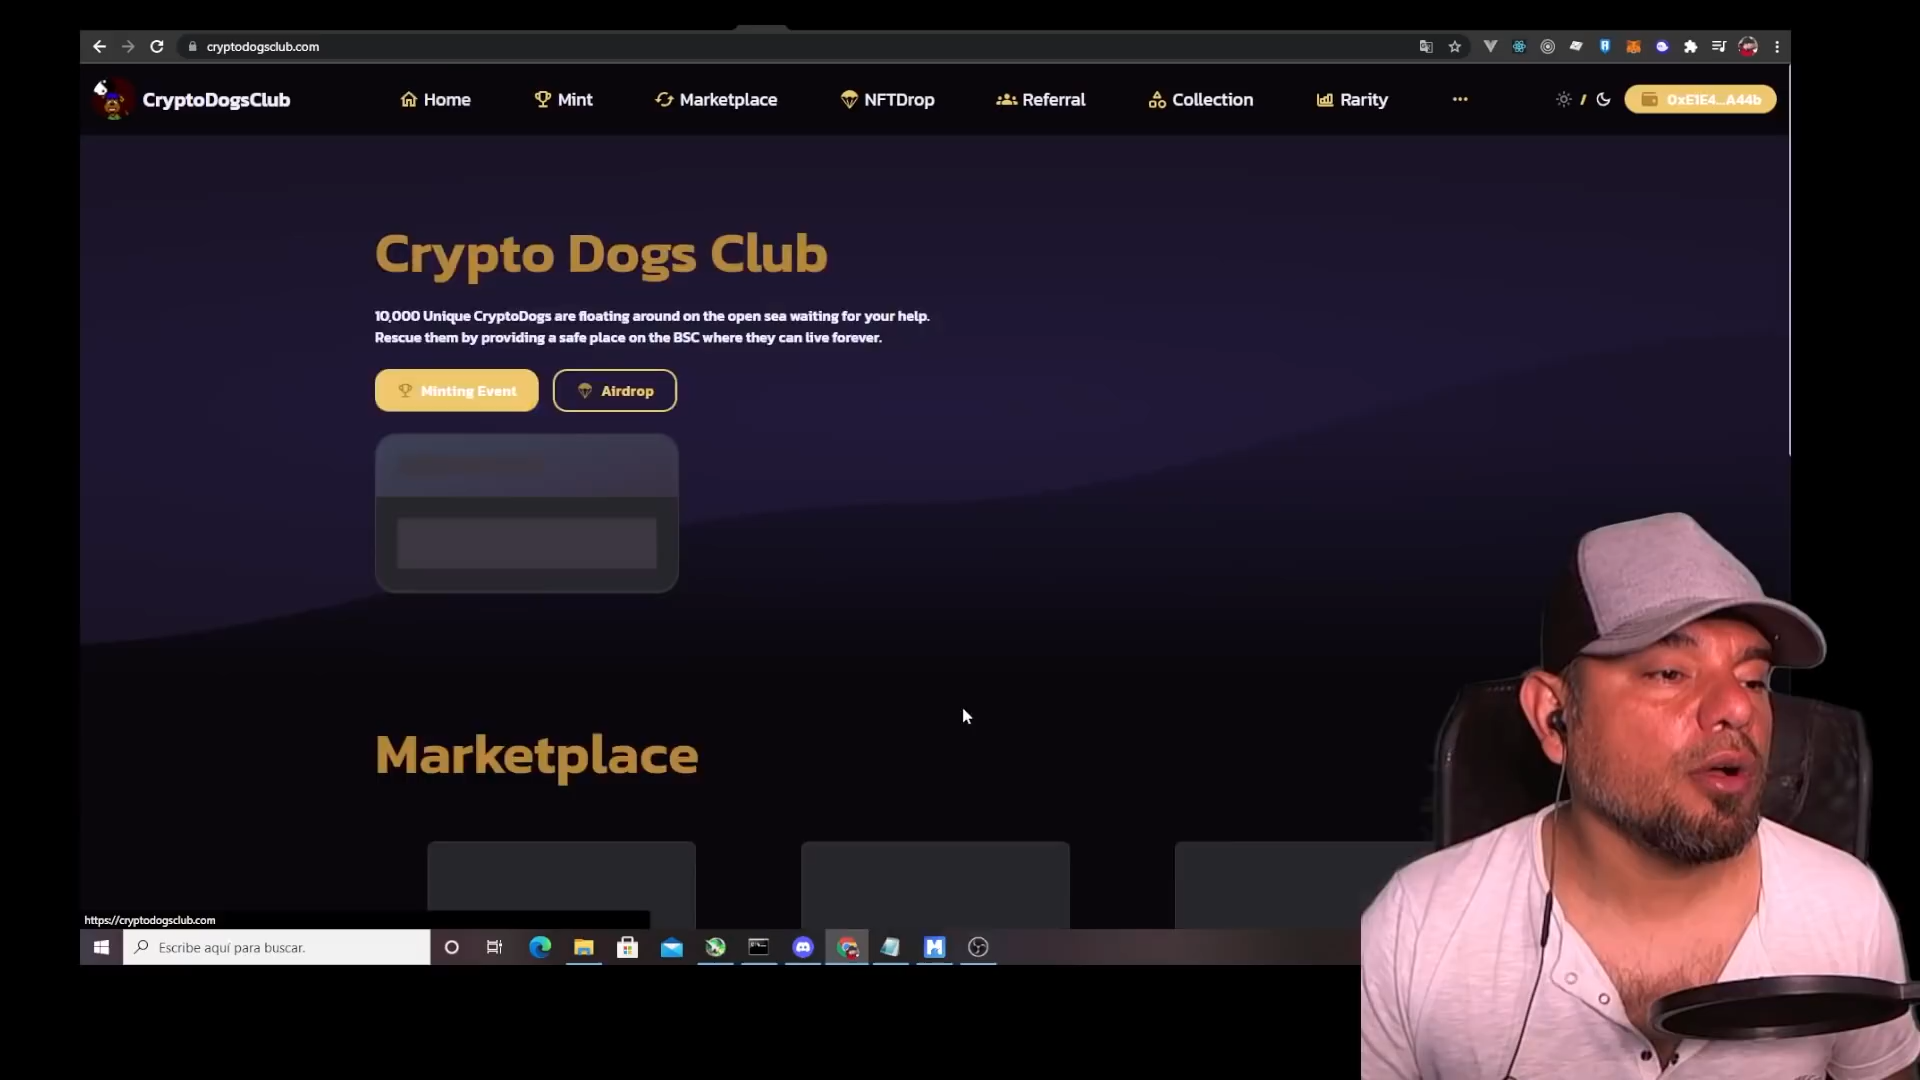 cryptodogsclub.com
CryptoDogsClub
Home
Mint
Marketplace
NFTDrop
Referral
Collection
Rarity
/
0xE1E4...A44b
Crypto Dogs Club
10,000 Unique CryptoDogs are floating around on the open sea waiting for your help.
Rescue them by providing a safe place on the BSC where they can live forever.
Minting Event
Airdrop
Marketplace
https://cryptodogsclub.com
Escribe aquí para buscar.